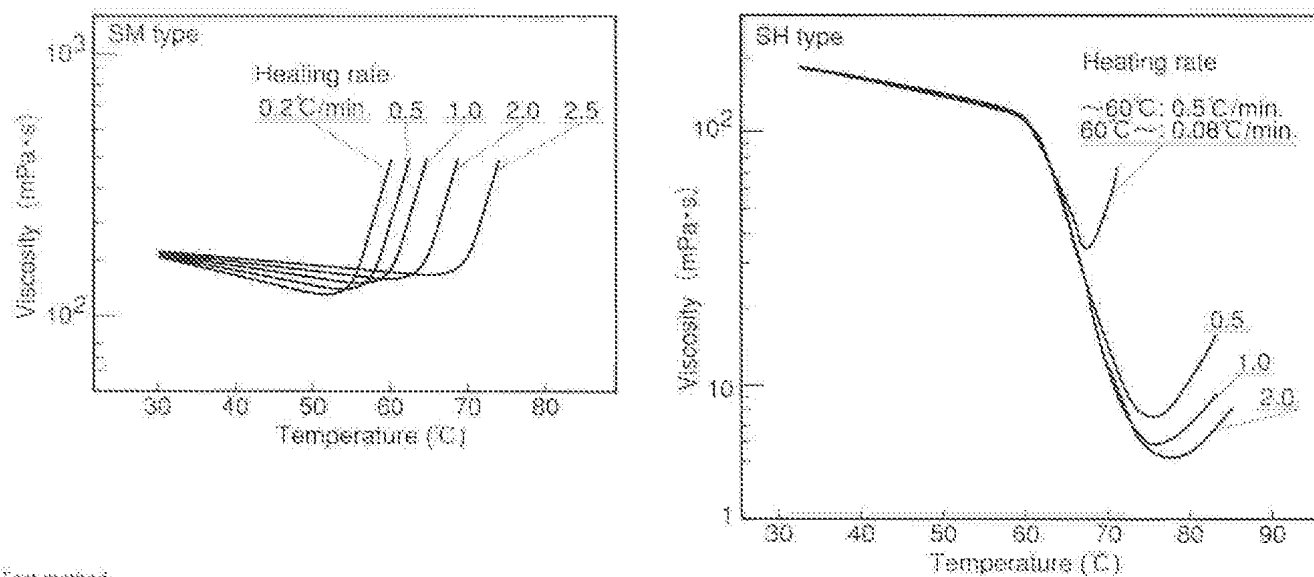 SM type
10³
Heating rate
0.2℃/min. 0.5 1.0 2.0 2.5
Viscosity (mPa・s)
10²
30 40 50 60 70 80
Temperature (℃)
SH type
Heating rate
~60℃: 0.5℃/min.
60℃~: 0.08℃/min.
10²
Viscosity (mPa・s)
0.5
1.0
2.0
10
1
30 40 50 60 70 80 90
Temperature (℃)
Test method